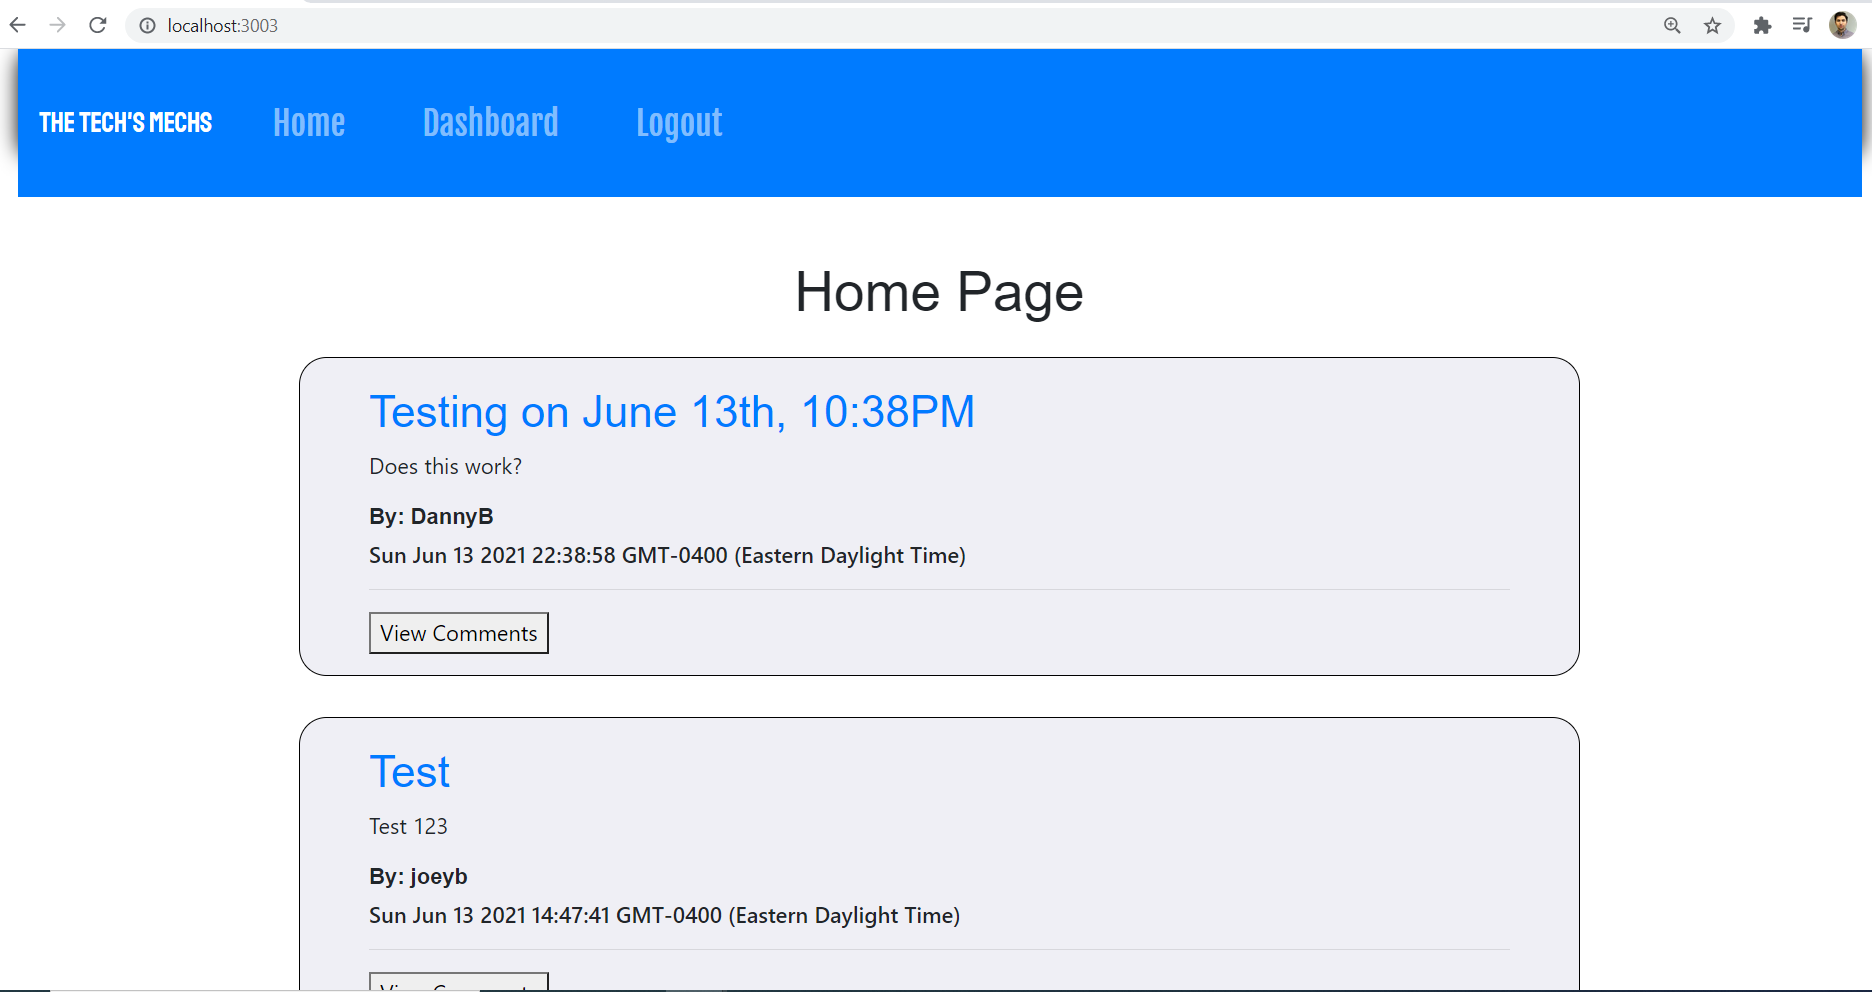 localhost:3003
THE TECH'S MECHS Home Dashboard Logout
Home Page
Testing on June 13th, 10:38PM
Does this work?
By: DannyB
Sun Jun 13 2021 22:38:58 GMT-0400 (Eastern Daylight Time)
View Comments
Test
Test 123
By: joeyb
Sun Jun 13 2021 14:47:41 GMT-0400 (Eastern Daylight Time)